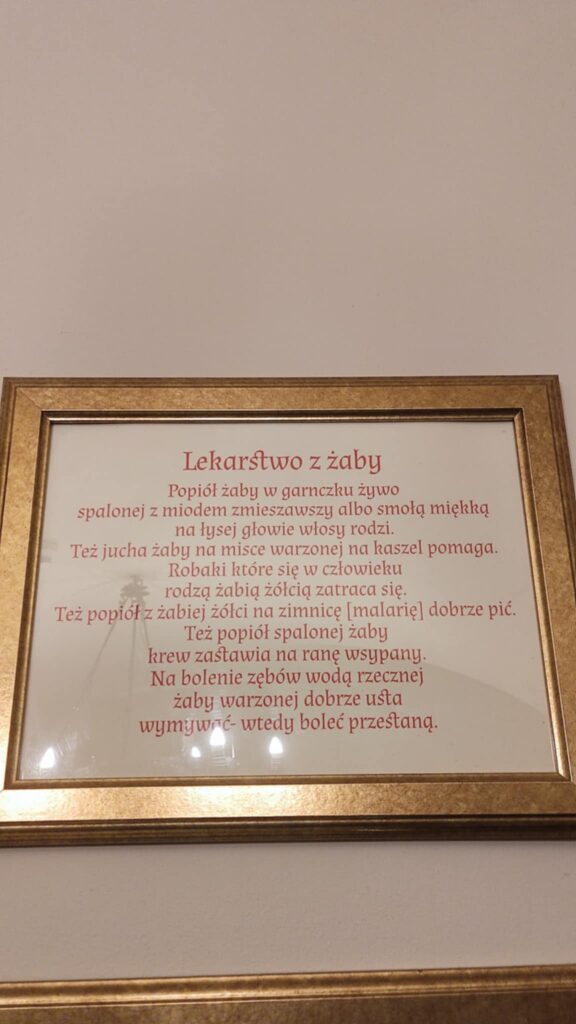 Lekarstwo z żaby
Popiół żaby w garnczku żywo
spalonej z miodem zmieszawszy albo smołą miękką
na łysej głowie włosy rodzi.
Też jucha żaby na misce warzonej na kaszel pomaga.
Robaki które się w człowieku
rodzą żabią żółcią zatraca się.
Też popiół z żabiej żółci na zimnicę [malarię] dobrze pić.
Też popiół spalonej żaby
krew zastawia na ranę wsypany.
Na bolenie zębów wodą rzecznej
żaby warzonej dobrze usta
wymywać- wtedy boleć przestaną.